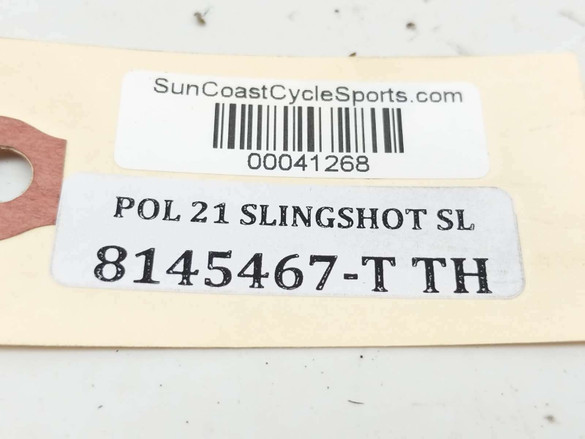 SunCoastCycleSports.com
00041268
POL 21 SLINGSHOT SL
8145467-T TH